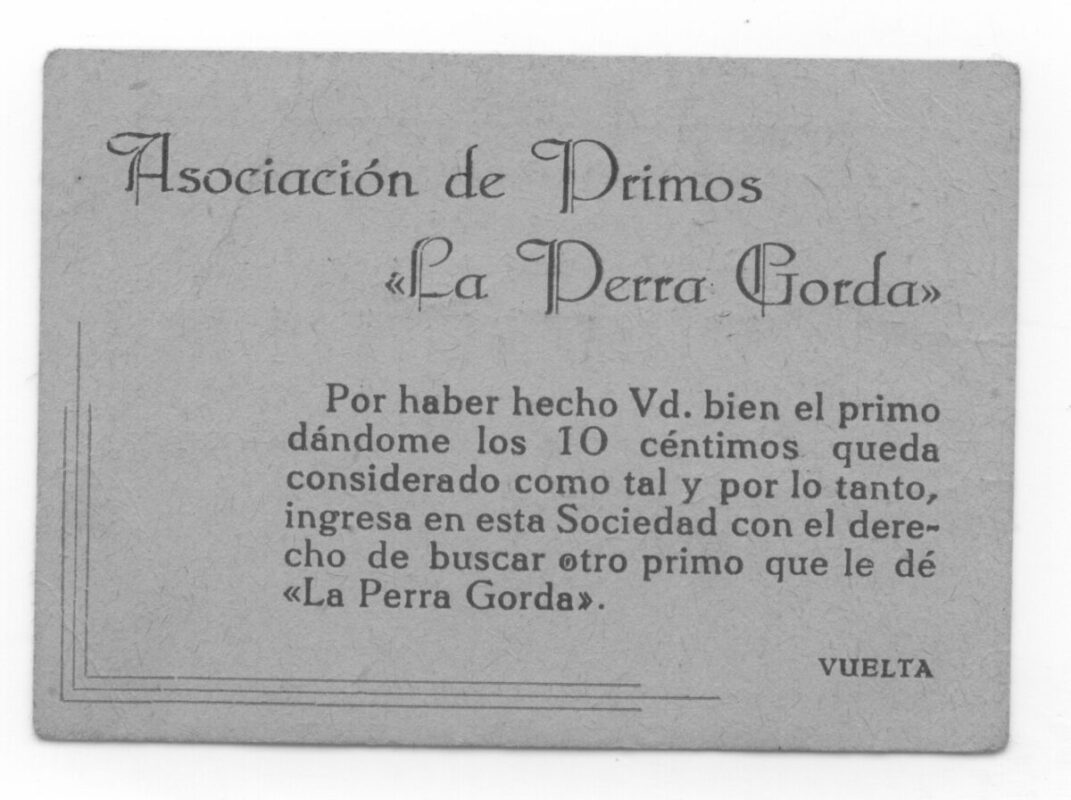 Asociación de Primos
«La Perra Gorda»
Por haber hecho Vd. bien el primo
dándome los 10 céntimos queda
considerado como tal y por lo tanto,
ingresa en esta Sociedad con el dere-
cho de buscar otro primo que le dé
«La Perra Gorda».
VUELTA